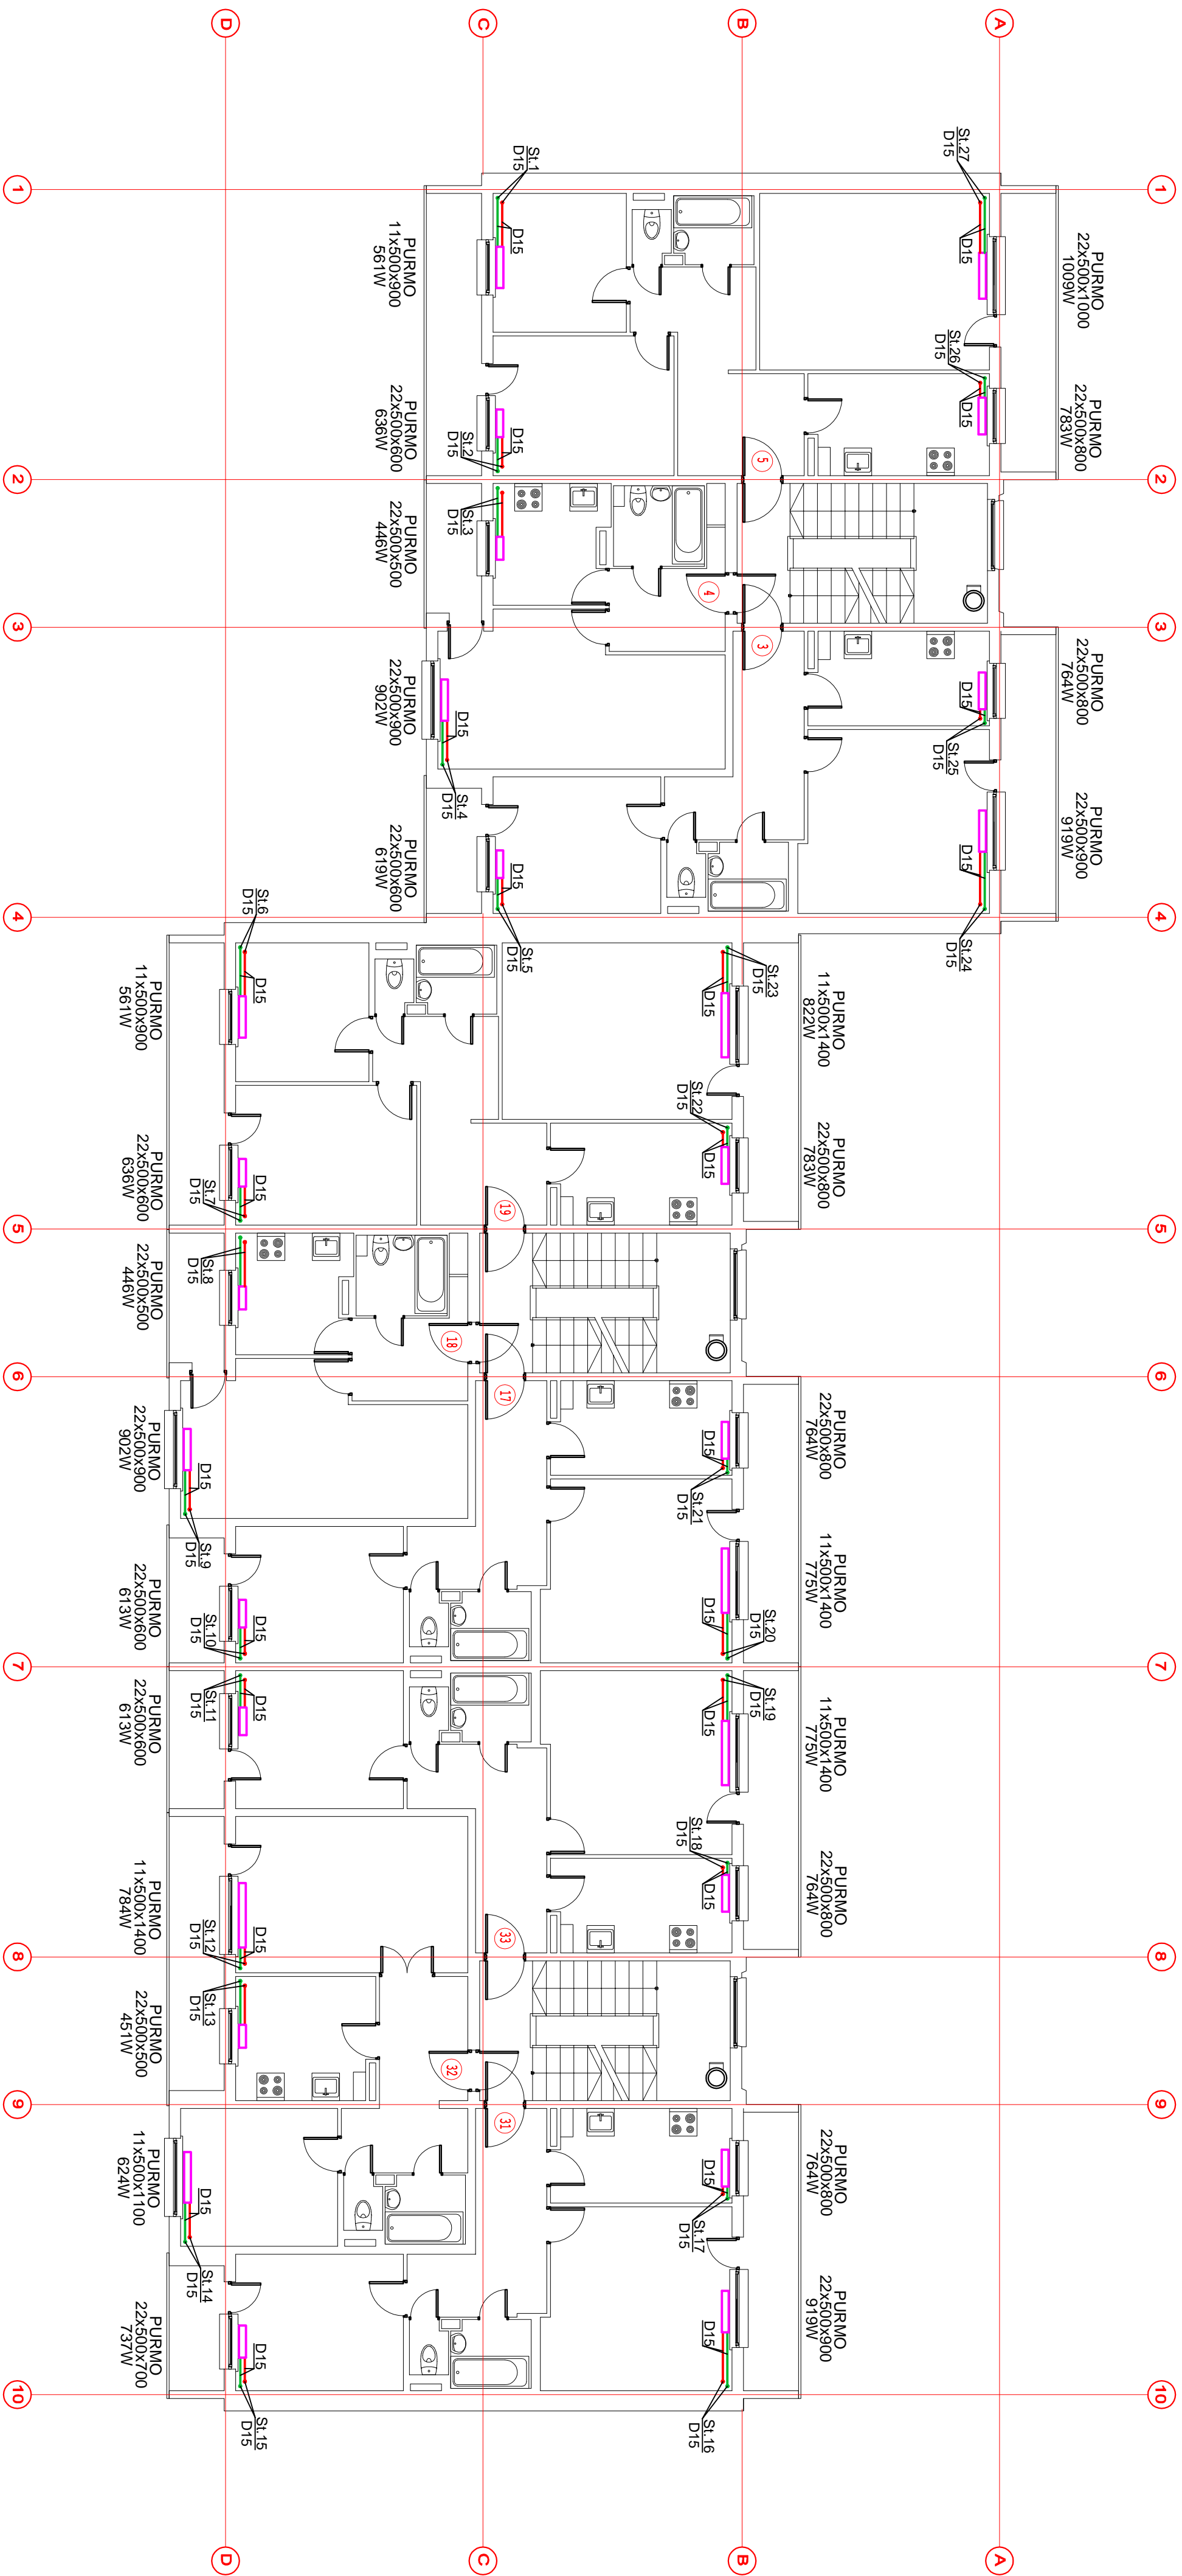 A
B
C
D
1
2
3
4
5
6
7
8
9
10
St.27
D15
D15
PURMO
22x500x1000
1009W
St.26
D15
D15
PURMO
22x500x800
783W
PURMO
22x500x800
764W
D15
St.25
D15
PURMO
22x500x900
919W
D15
St.24
D15
St.23
D15
D15
PURMO
11x500x1400
822W
St.22
D15
D15
PURMO
22x500x800
783W
PURMO
22x500x800
764W
D15
St.21
D15
PURMO
11x500x1400
775W
D15
St.20
D15
St.19
D15
D15
PURMO
11x500x1400
775W
St.18
D15
D15
PURMO
22x500x800
764W
PURMO
22x500x800
764W
D15
St.17
D15
PURMO
22x500x900
919W
D15
St.16
D15
5
4
3
19
18
17
33
32
31
St.1
D15
D15
PURMO
11x500x900
561W
D15
St.2
D15
PURMO
22x500x600
636W
St.3
D15
PURMO
22x500x500
446W
D15
St.4
D15
PURMO
22x500x900
902W
D15
St.5
D15
PURMO
22x500x600
619W
St.6
D15
D15
PURMO
11x500x900
561W
D15
St.7
D15
PURMO
22x500x600
636W
St.8
D15
PURMO
22x500x500
446W
D15
St.9
D15
PURMO
22x500x900
902W
D15
St.10
D15
PURMO
22x500x600
613W
D15
St.11
D15
PURMO
22x500x600
613W
D15
St.12
D15
PURMO
11x500x1400
784W
St.13
D15
PURMO
22x500x500
451W
D15
St.14
D15
PURMO
11x500x1100
624W
D15
St.15
D15
PURMO
22x500x700
737W
1
2
3
4
5
6
7
8
9
10
A
B
C
D